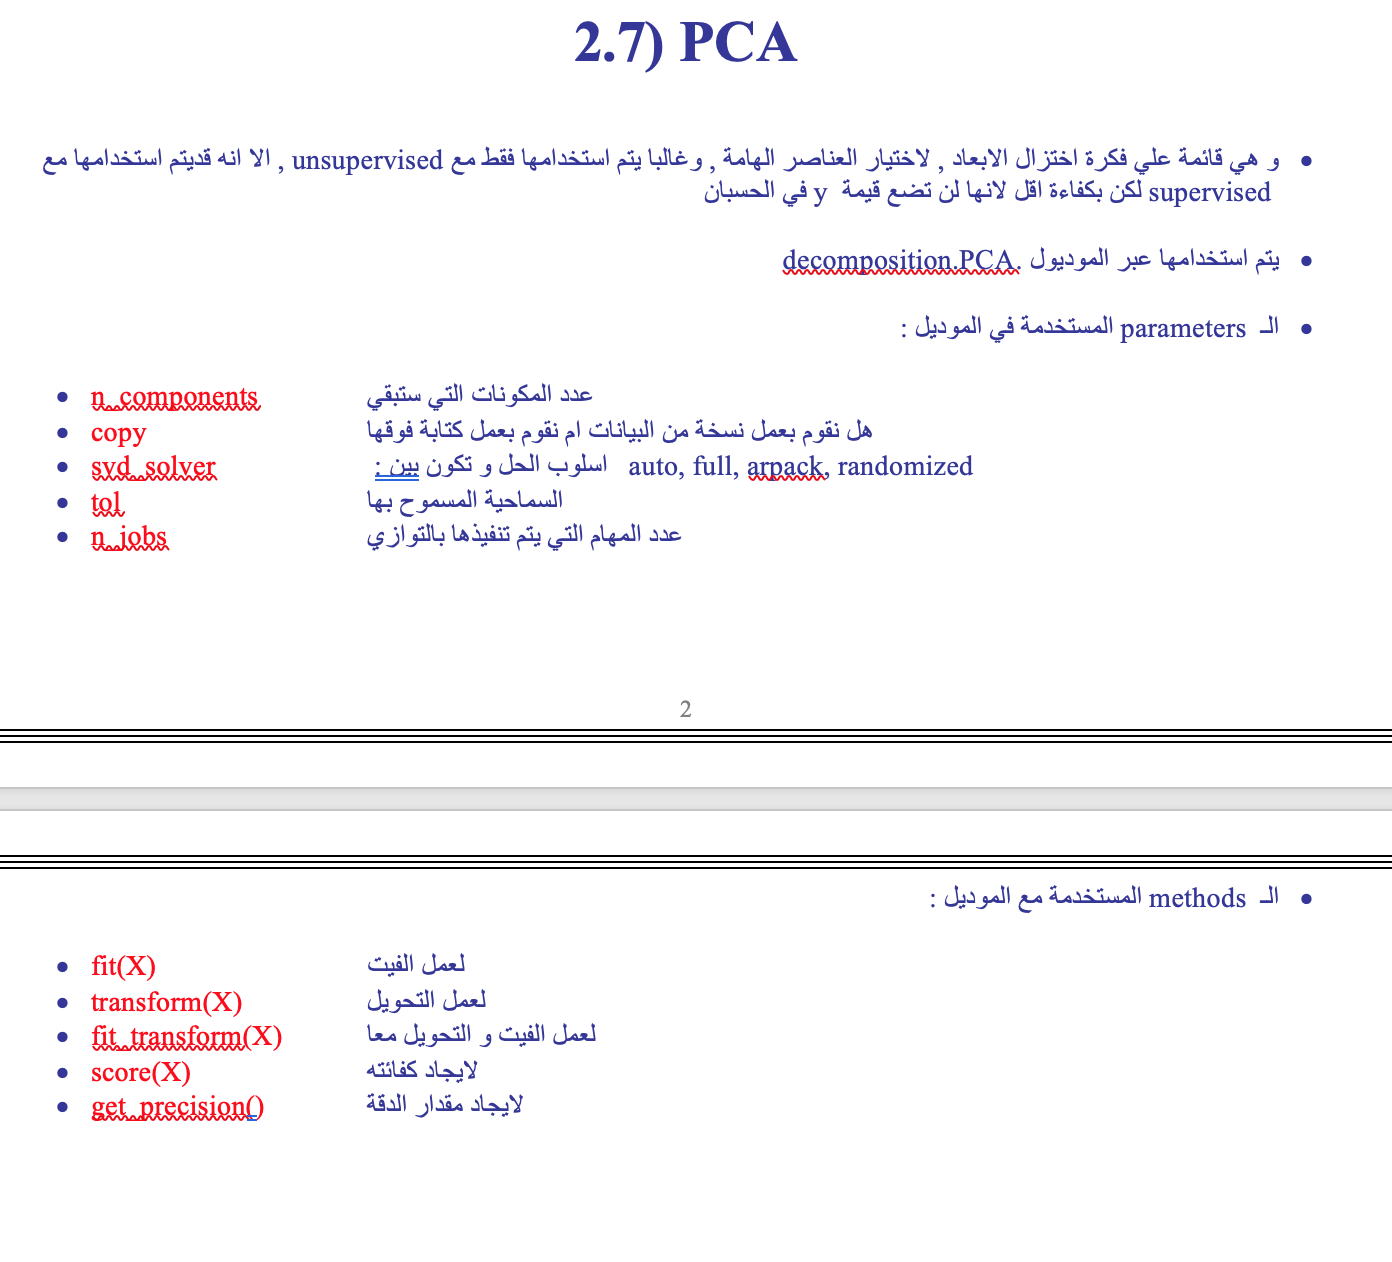 2.7) PCA
و هي قائمة علي فكرة اختزال الابعاد , لاختيار العناصر الهامة , وغالبا يتم استخدامها فقط مع unsupervised , الا انه قديتم استخدامها مع
supervised لكن بكفاءة اقل لانها لن تضع قيمة y في الحسبان
يتم استخدامها عبر الموديول .decomposition.PCA
الـ parameters المستخدمة في الموديل :
n_components عدد المكونات التي ستبقي
copy هل نقوم بعمل نسخة من البيانات ام نقوم بعمل كتابة فوقها
svd_solver اسلوب الحل و تكون بين : auto, full, arpack, randomized
tol السماحية المسموح بها
n_jobs عدد المهام التي يتم تنفيذها بالتوازي
2
الـ methods المستخدمة مع الموديل :
fit(X) لعمل الفيت
transform(X) لعمل التحويل
fit_transform(X) لعمل الفيت و التحويل معا
score(X) لايجاد كفائته
get_precision() لايجاد مقدار الدقة